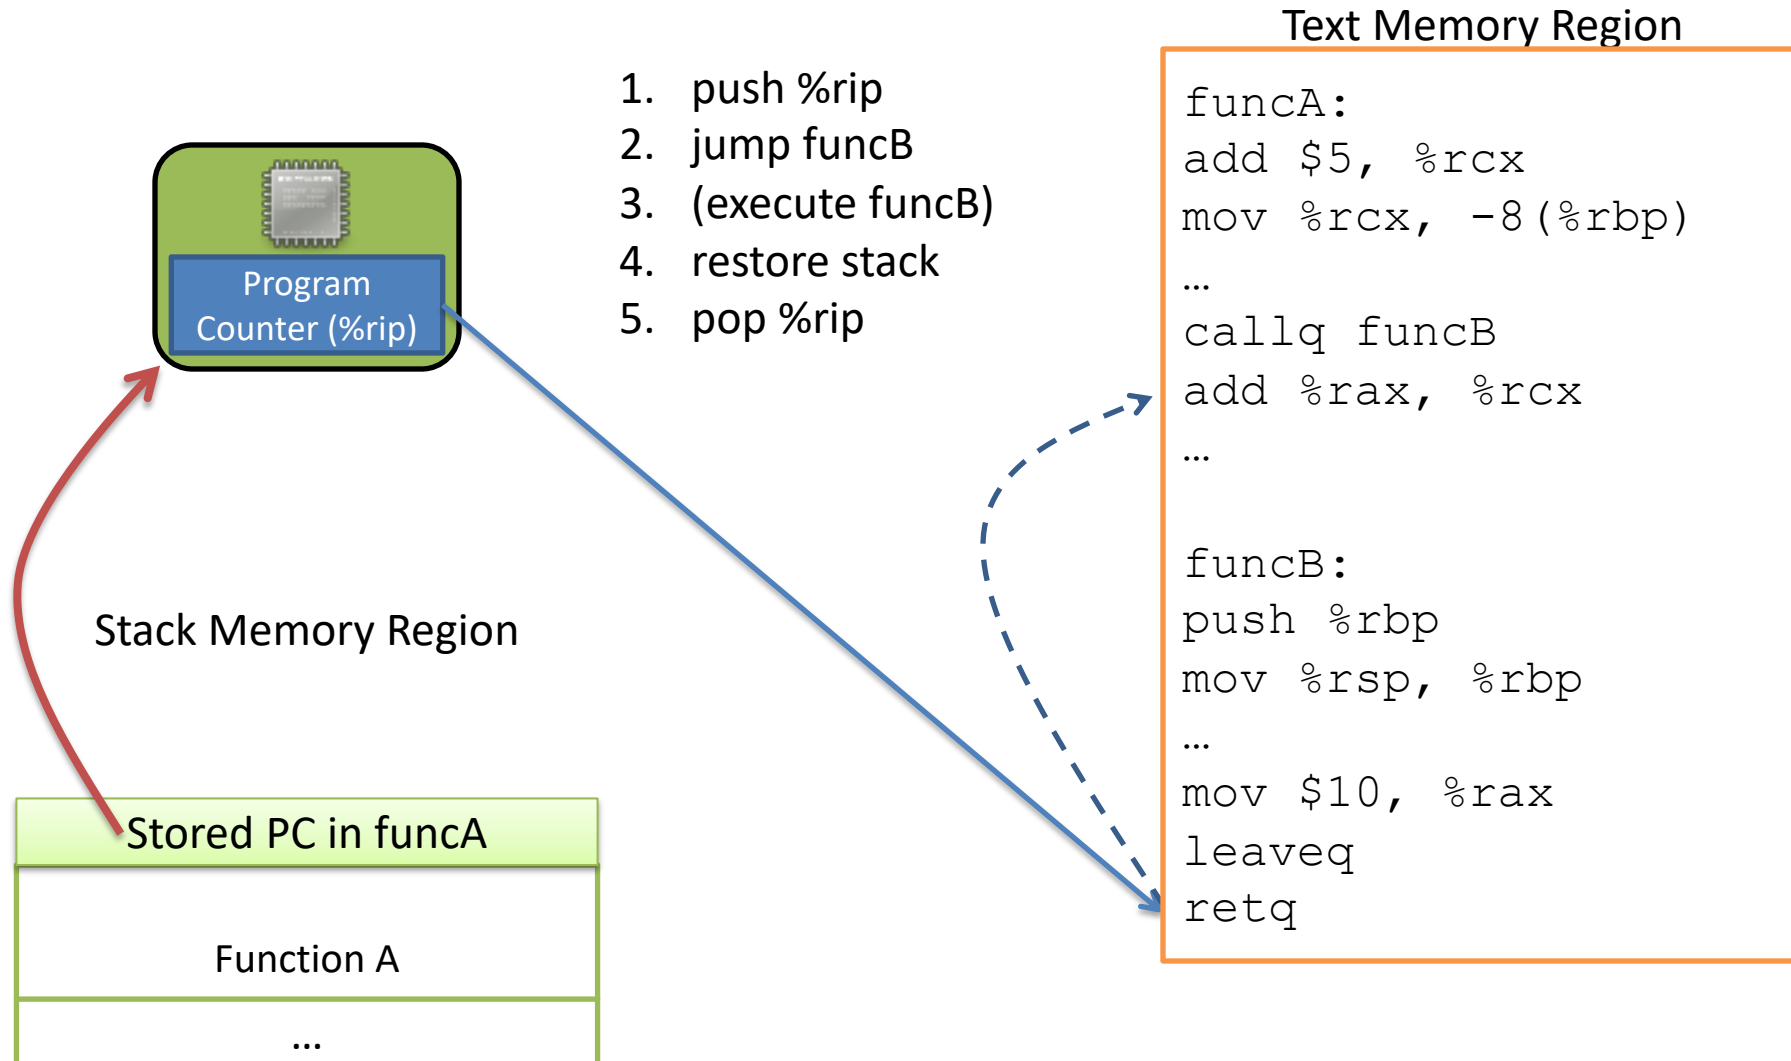 Text Memory Region
1. push %rip
2. jump funcB
3. (execute funcB)
4. restore stack
5. pop %rip
Program
Counter (%rip)
funcA:
add $5, %rcx
mov %rcx, -8(%rbp)
…
callq funcB
add %rax, %rcx
…
funcB:
push %rbp
mov %rsp, %rbp
…
mov $10, %rax
leaveq
retq
Stack Memory Region
Stored PC in funcA
Function A
…